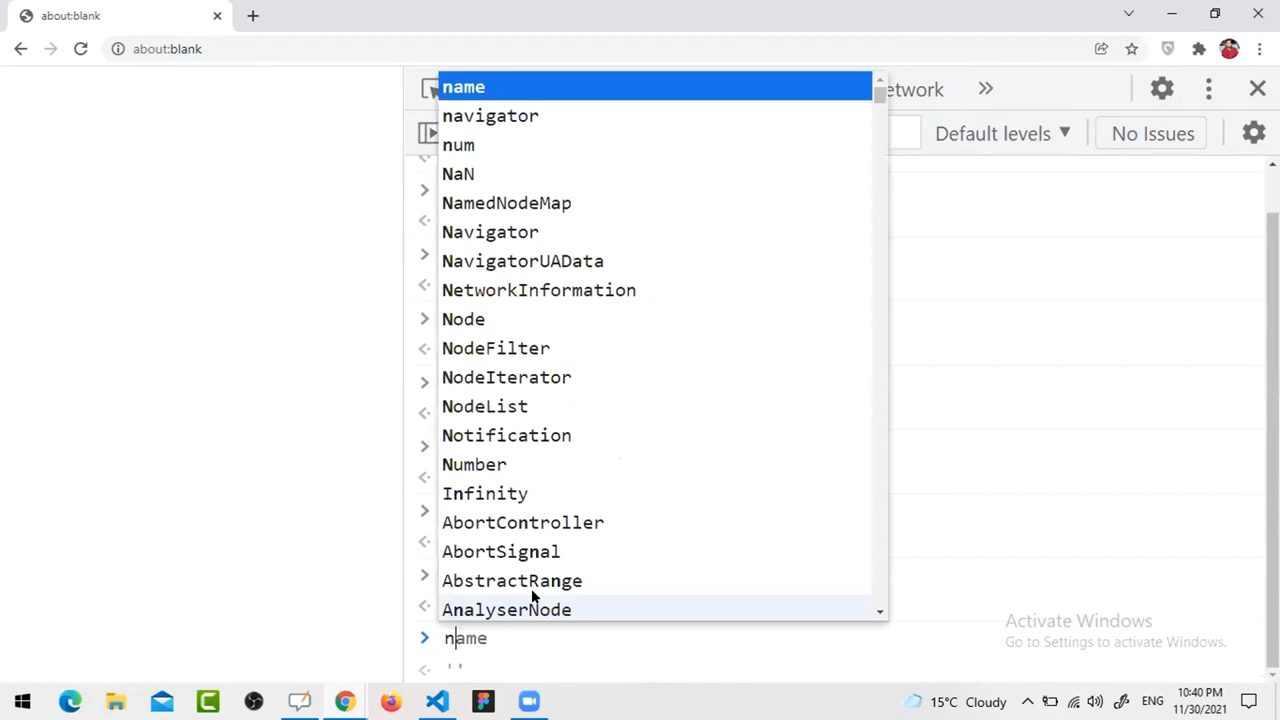 about:blank
about:blank
etwork
Default levels
No Issues
name
navigator
num
NaN
NamedNodeMap
Navigator
NavigatorUAData
NetworkInformation
Node
NodeFilter
NodeIterator
NodeList
Notification
Number
Infinity
AbortController
AbortSignal
AbstractRange
AnalyserNode
name
''
Activate Windows
Go to Settings to activate Windows.
15°C Cloudy
ENG
10:40 PM
11/30/2021